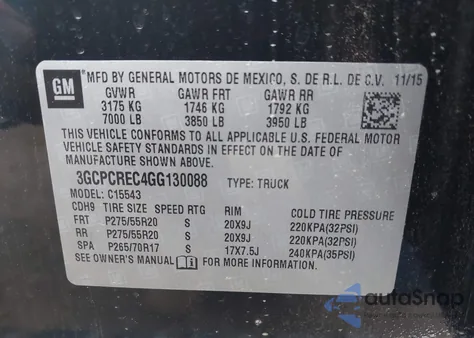 GM
MFD BY GENERAL MOTORS DE MEXICO, S. DE R.L. DE C.V. 11/15
GVWR GAWR FRT GAWR RR
3175 KG 1746 KG 1792 KG
7000 LB 3850 LB 3950 LB
THIS VEHICLE CONFORMS TO ALL APPLICABLE U.S. FEDERAL MOTOR
VEHICLE SAFETY STANDARDS IN EFFECT ON THE DATE OF
MANUFACTURE SHOWN ABOVE.
3GCPCREC4GG130088 TYPE: TRUCK
MODEL: C15543
CDH9 TIRE SIZE SPEED RTG RIM COLD TIRE PRESSURE
FRT P275/55R20 S 20X9J 220KPA(32PSI)
RR P275/55R20 S 20X9J 220KPA(32PSI)
SPA P265/70R17 S 17X7.5J 240KPA(35PSI)
SEE OWNER'S MANUAL FOR MORE INFORMATION.
autoSnap